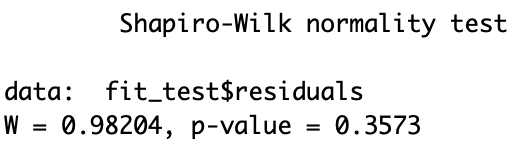 Shapiro-Wilk normality test
data:  fit_test$residuals
W = 0.98204, p-value = 0.3573